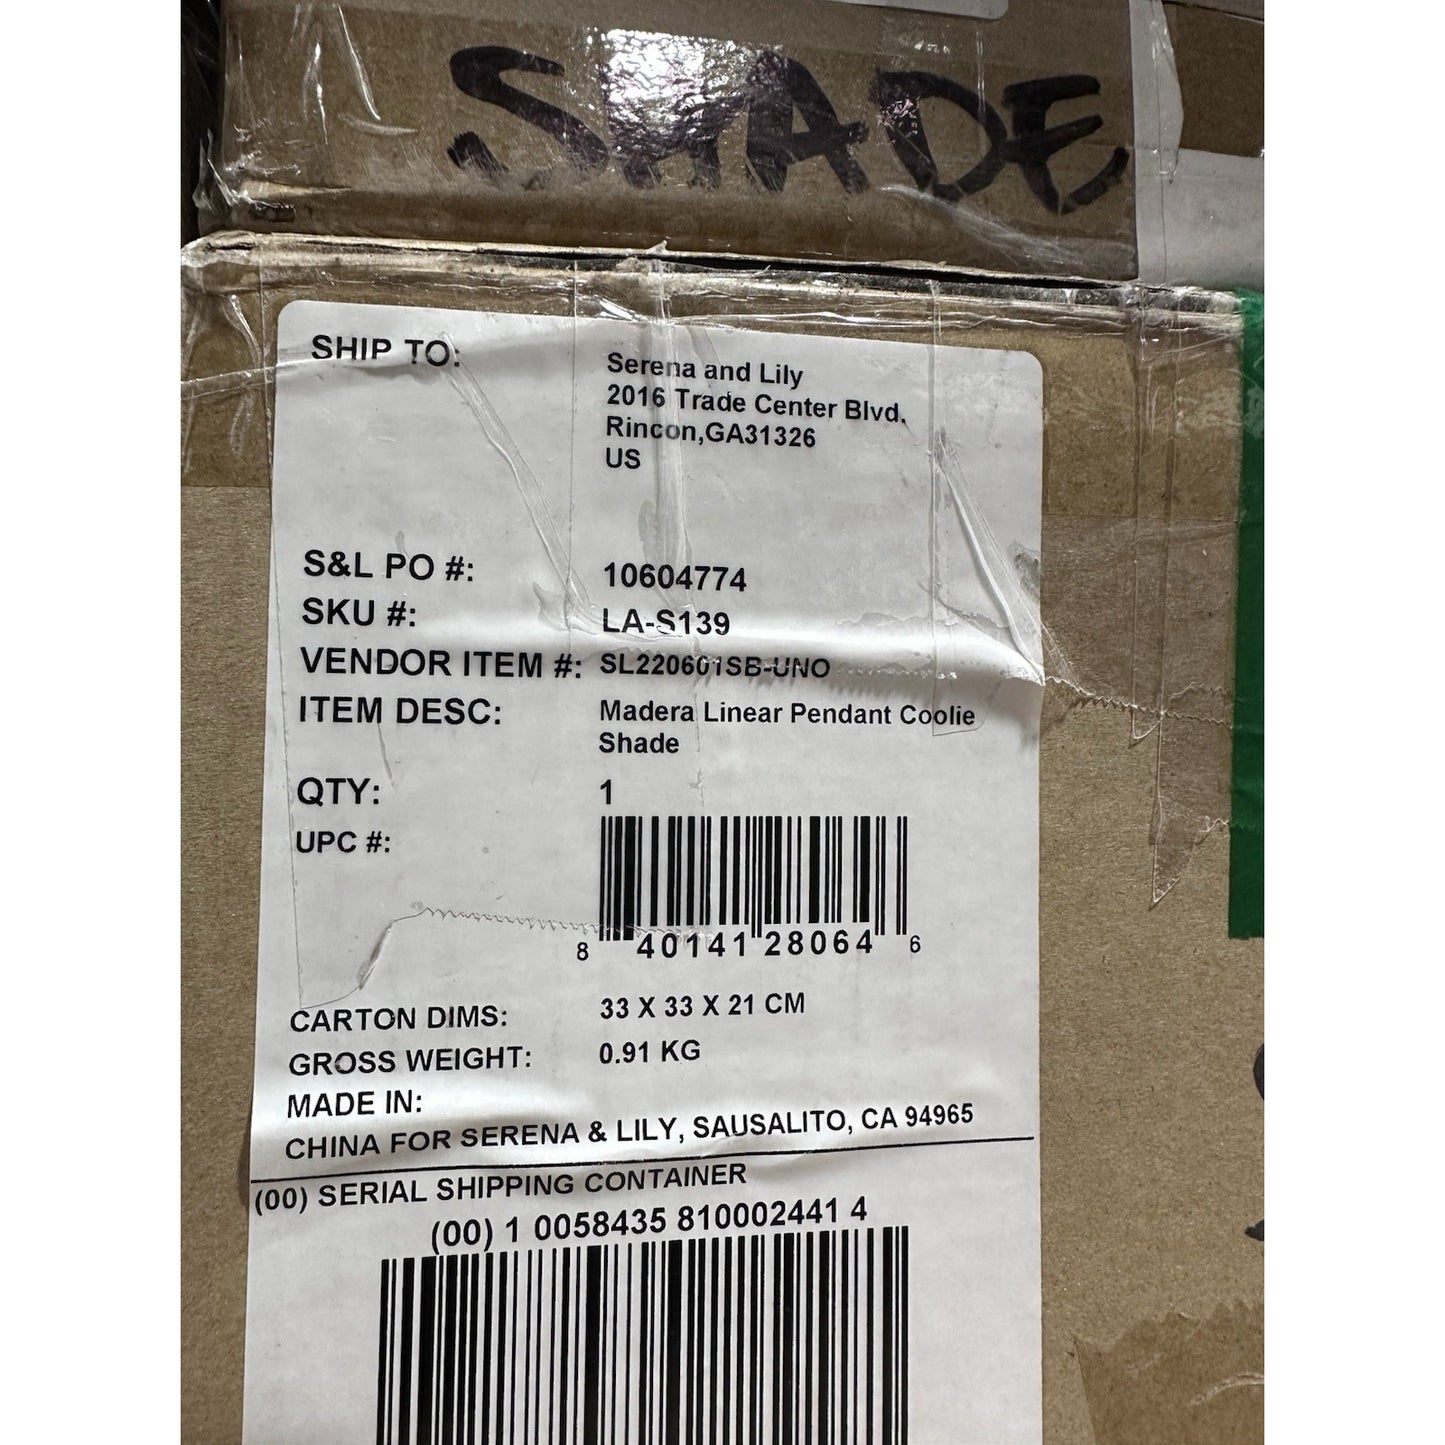 SHADE
SHIP TO:
Serena and Lily
2016 Trade Center Blvd.
Rincon,GA31326
US
S&L PO #: 10604774
SKU #: LA-S139
VENDOR ITEM #: SL220601SB-UNO
ITEM DESC: Madera Linear Pendant Coolie
Shade
QTY: 1
UPC #:
8 40141 28064 6
CARTON DIMS: 33 X 33 X 21 CM
GROSS WEIGHT: 0.91 KG
MADE IN:
CHINA FOR SERENA & LILY, SAUSALITO, CA 94965
(00) SERIAL SHIPPING CONTAINER
(00) 1 0058435 810002441 4